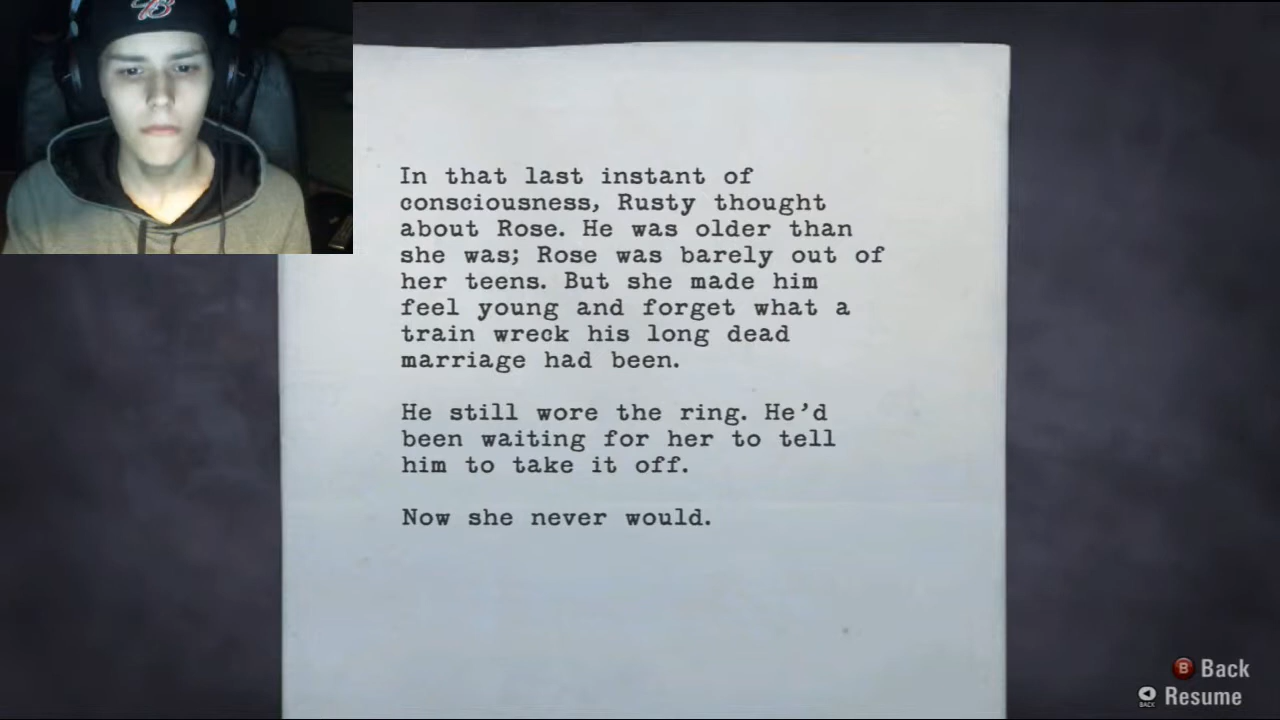 B
In that last instant of
consciousness, Rusty thought
about Rose. He was older than
she was; Rose was barely out of
her teens. But she made him
feel young and forget what a
train wreck his long dead
marriage had been.
He still wore the ring. He'd
been waiting for her to tell
him to take it off.
Now she never would.
B Back
BACK Resume